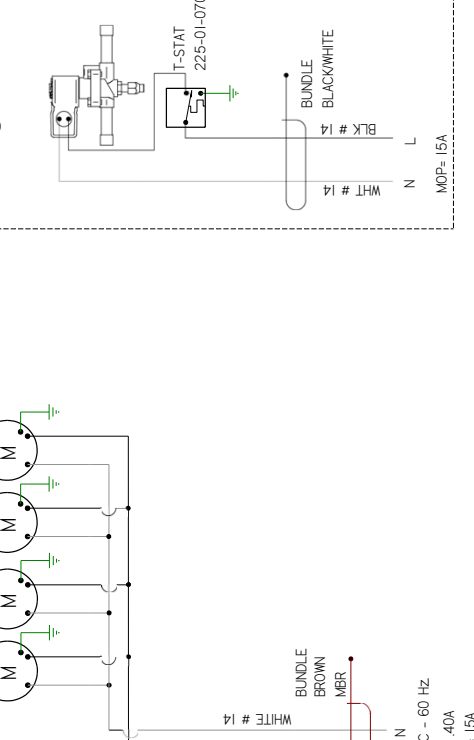 T-STAT
225-01-070
BUNDLE
BLACK/WHITE
BLK # 14
L
WHT # 14
N
MOP= 15A
M
M
M
M
BUNDLE
BROWN
MBR
WHITE # 14
N
C - 60 Hz
.40A
15A